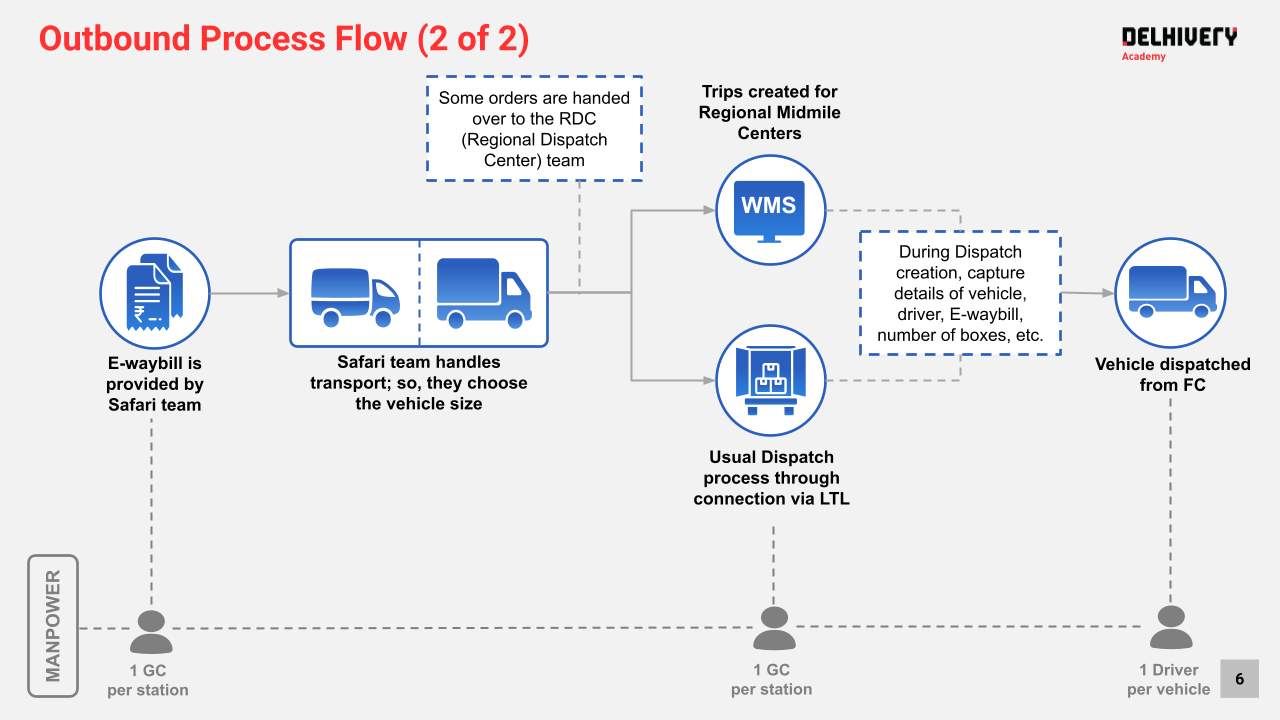 Outbound Process Flow (2 of 2)
DELHIVERY
Academy
Some orders are handed
over to the RDC
(Regional Dispatch
Center) team
Trips created for
Regional Midmile
Centers
WMS
During Dispatch
creation, capture
details of vehicle,
driver, E-waybill,
number of boxes, etc.
₹
E-waybill is
provided by
Safari team
Safari team handles
transport; so, they choose
the vehicle size
Vehicle dispatched
from FC
Usual Dispatch
process through
connection via LTL
MANPOWER
1 GC
per station
1 GC
per station
1 Driver
per vehicle
6